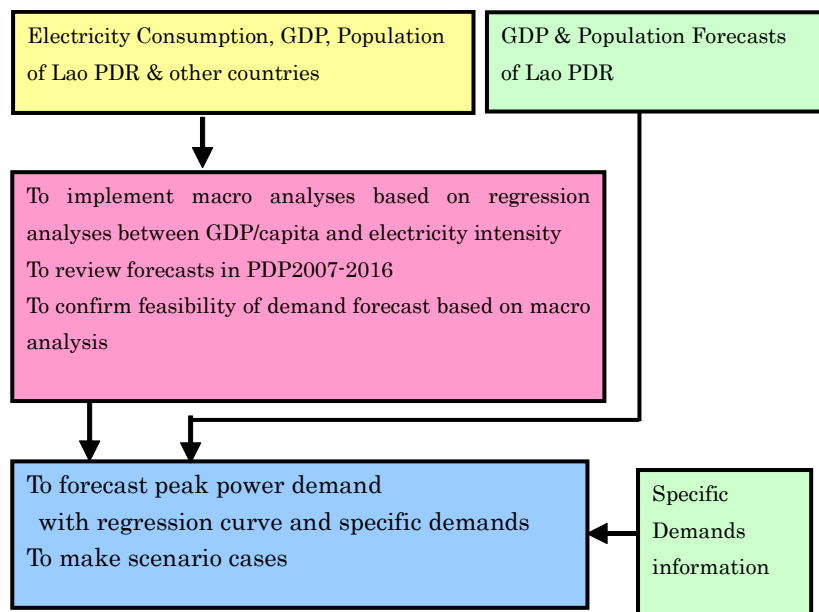 Electricity Consumption, GDP, Population
of Lao PDR & other countries
GDP & Population Forecasts
of Lao PDR
To implement macro analyses based on regression
analyses between GDP/capita and electricity intensity
To review forecasts in PDP2007-2016
To confirm feasibility of demand forecast based on macro
analysis
To forecast peak power demand
with regression curve and specific demands
To make scenario cases
Specific
Demands
information